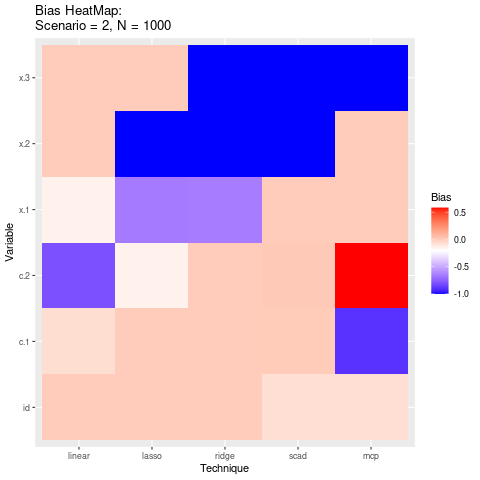 Bias HeatMap:
Scenario = 2, N = 1000
x.3
x.2
x.1
c.2
c.1
id
Variable
linear
lasso
ridge
scad
mcp
Technique
Bias
0.5
0.0
-0.5
-1.0